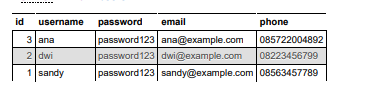 id username password email phone
3 ana password123 ana@example.com 085722004892
2 dwi password123 dwi@example.com 08223456799
1 sandy password123 sandy@example.com 08563457789